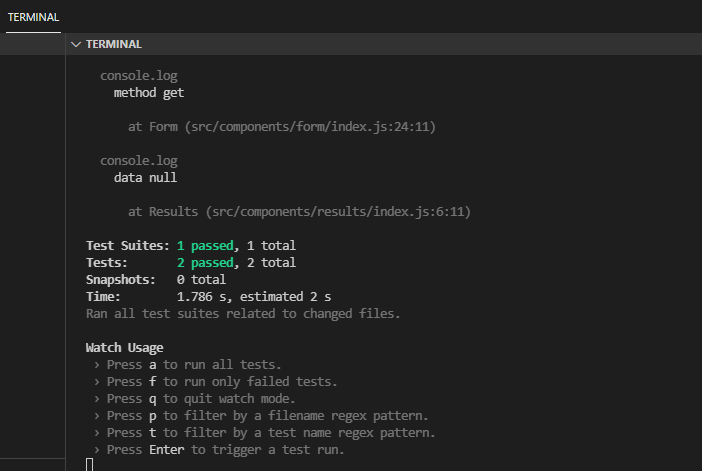 TERMINAL
TERMINAL
console.log
method get
at Form (src/components/form/index.js:24:11)
console.log
data null
at Results (src/components/results/index.js:6:11)
Test Suites: 1 passed, 1 total
Tests: 2 passed, 2 total
Snapshots: 0 total
Time: 1.786 s, estimated 2 s
Ran all test suites related to changed files.
Watch Usage
› Press a to run all tests.
› Press f to run only failed tests.
› Press q to quit watch mode.
› Press p to filter by a filename regex pattern.
› Press t to filter by a test name regex pattern.
› Press Enter to trigger a test run.